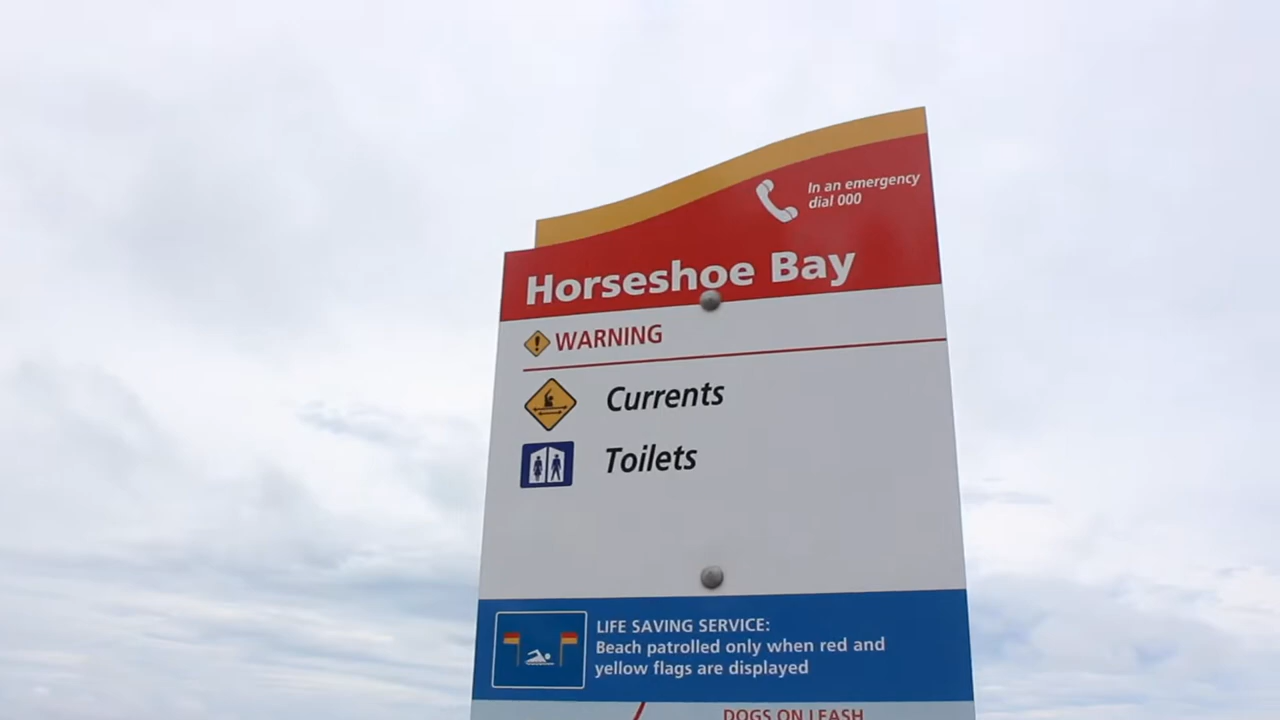 In an emergency
dial 000
Horseshoe Bay
WARNING
Currents
Toilets
LIFE SAVING SERVICE:
Beach patrolled only when red and
yellow flags are displayed
DOGS ON LEASH